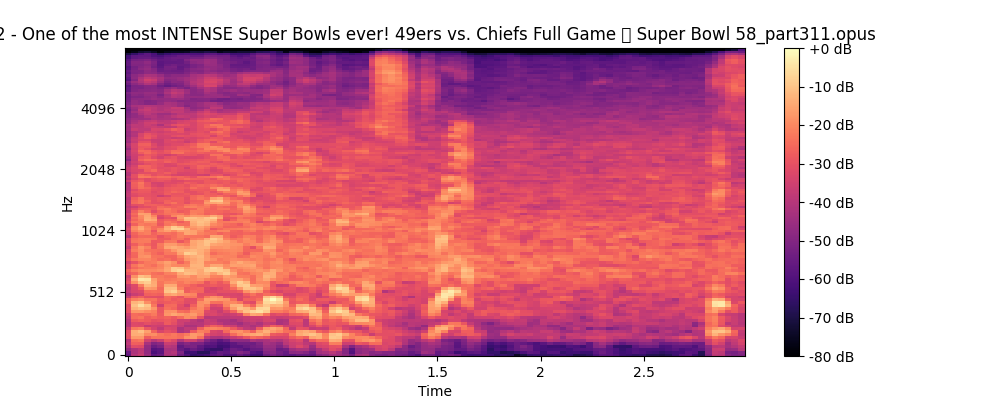 2 - One of the most INTENSE Super Bowls ever! 49ers vs. Chiefs Full Game Super Bowl 58_part311.opus
+0 dB
4096
-10 dB
-20 dB
2048
-30 dB
Hz
-40 dB
1024
-50 dB
512
-60 dB
-70 dB
0
-80 dB
0 0.5 1 1.5 2 2.5
Time